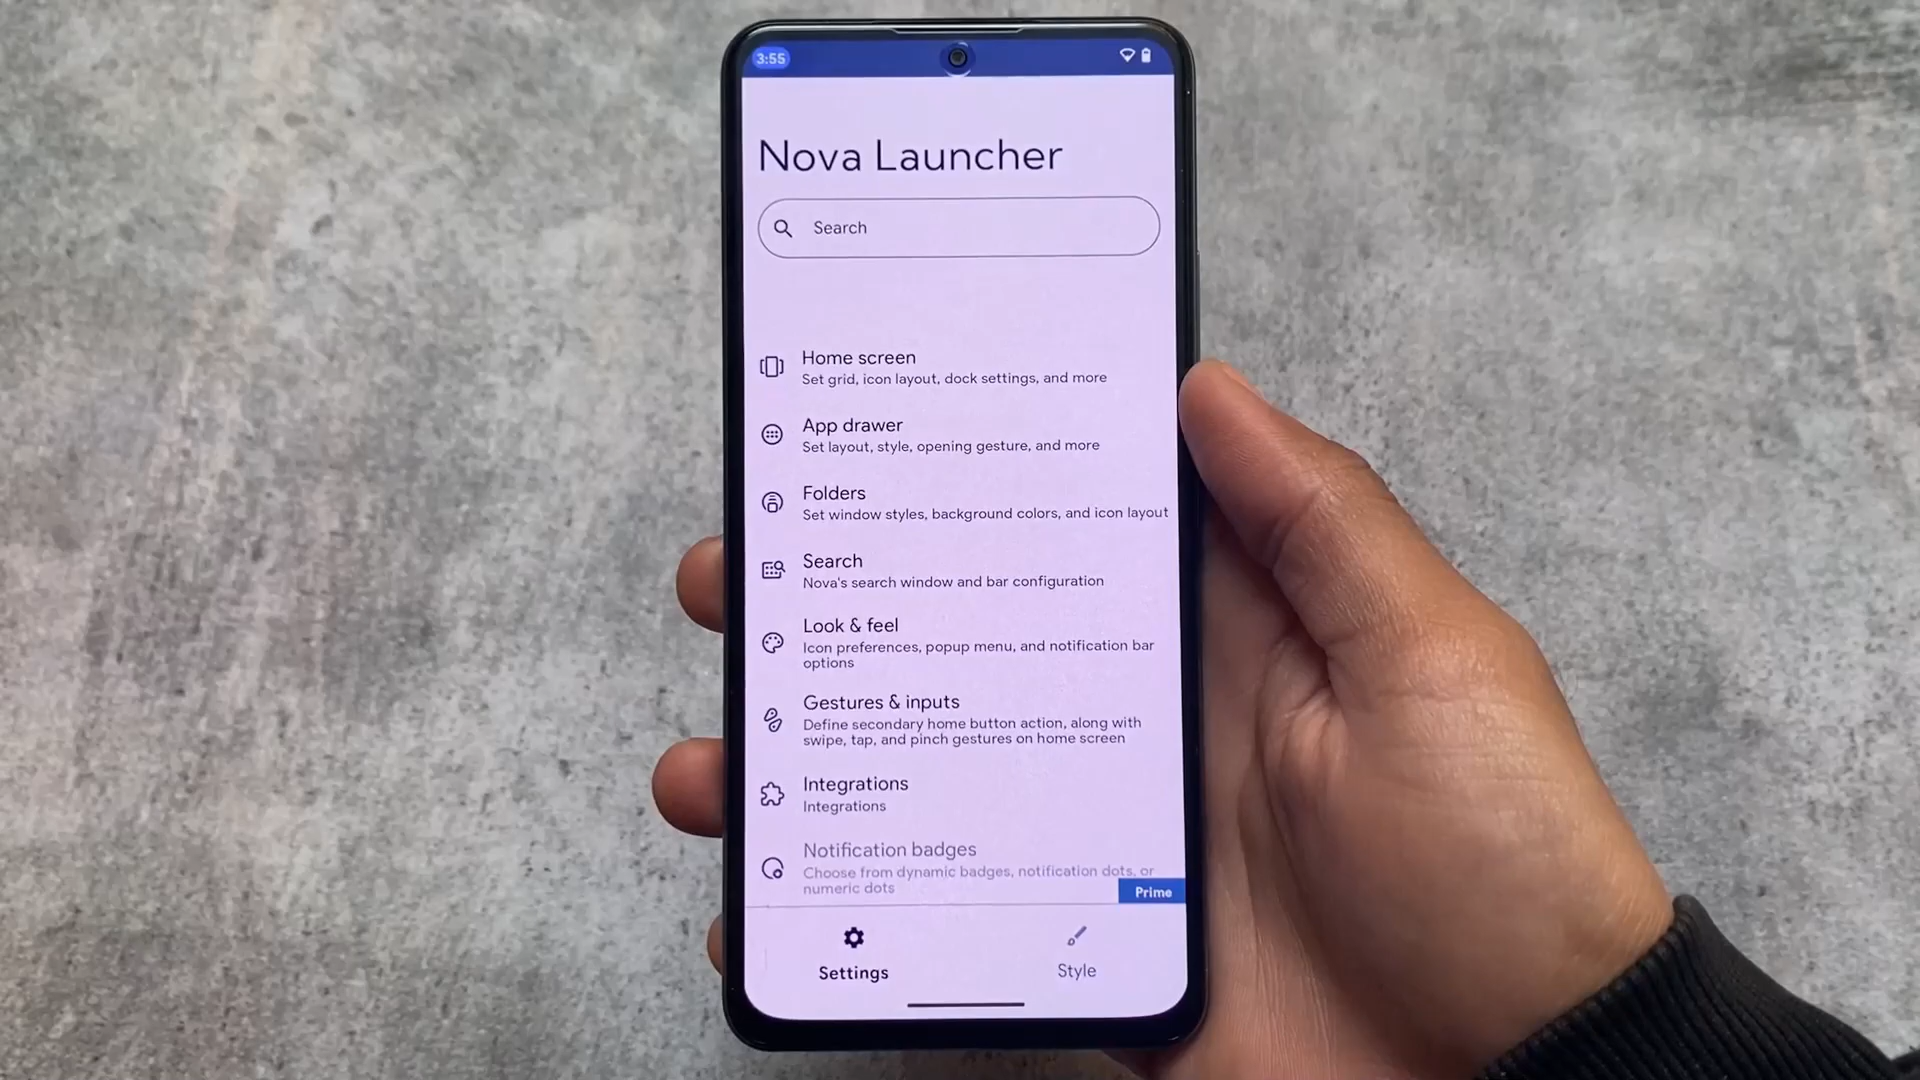 3:55
Nova Launcher
Search
Home screen
Set grid, icon layout, dock settings, and more
App drawer
Set layout, style, opening gesture, and more
Folders
Set window styles, background colors, and icon layout
Search
Nova's search window and bar configuration
Look & feel
Icon preferences, popup menu, and notification bar
options
Gestures & inputs
Define secondary home button action, along with
swipe, tap, and pinch gestures on home screen
Integrations
Integrations
Notification badges
Choose from dynamic badges, notification dots, or
numeric dots
Prime
Settings
Style